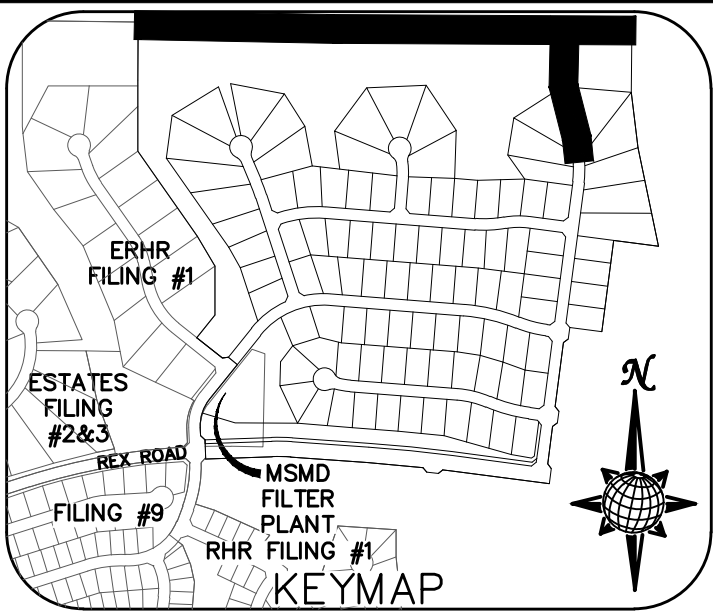 N
ERHR
FILING #1
ESTATES
FILING
#2&3
REX ROAD
FILING #9
MSMD
FILTER
PLANT
RHR FILING #1
KEYMAP